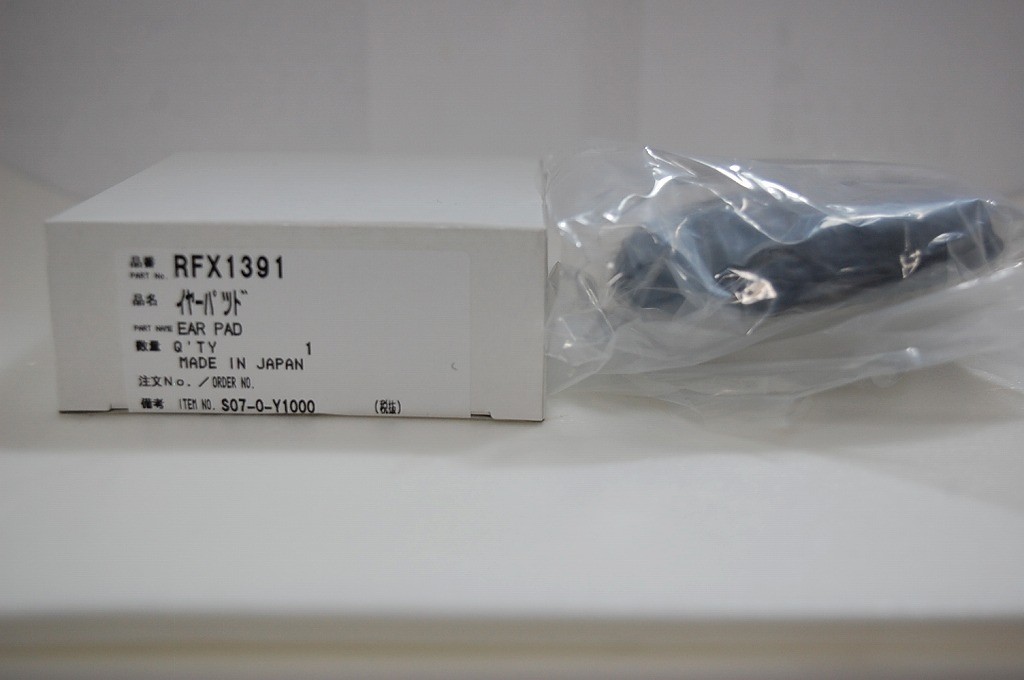 品番 PART No. RFX1391
品名 ｲﾔｰﾊﾟﾂﾄﾞ
PART NAME EAR PAD
数量 Q'TY 1
MADE IN JAPAN
注文No./ORDER NO.
備考 ITEM NO. S07-0-Y1000 (税抜)